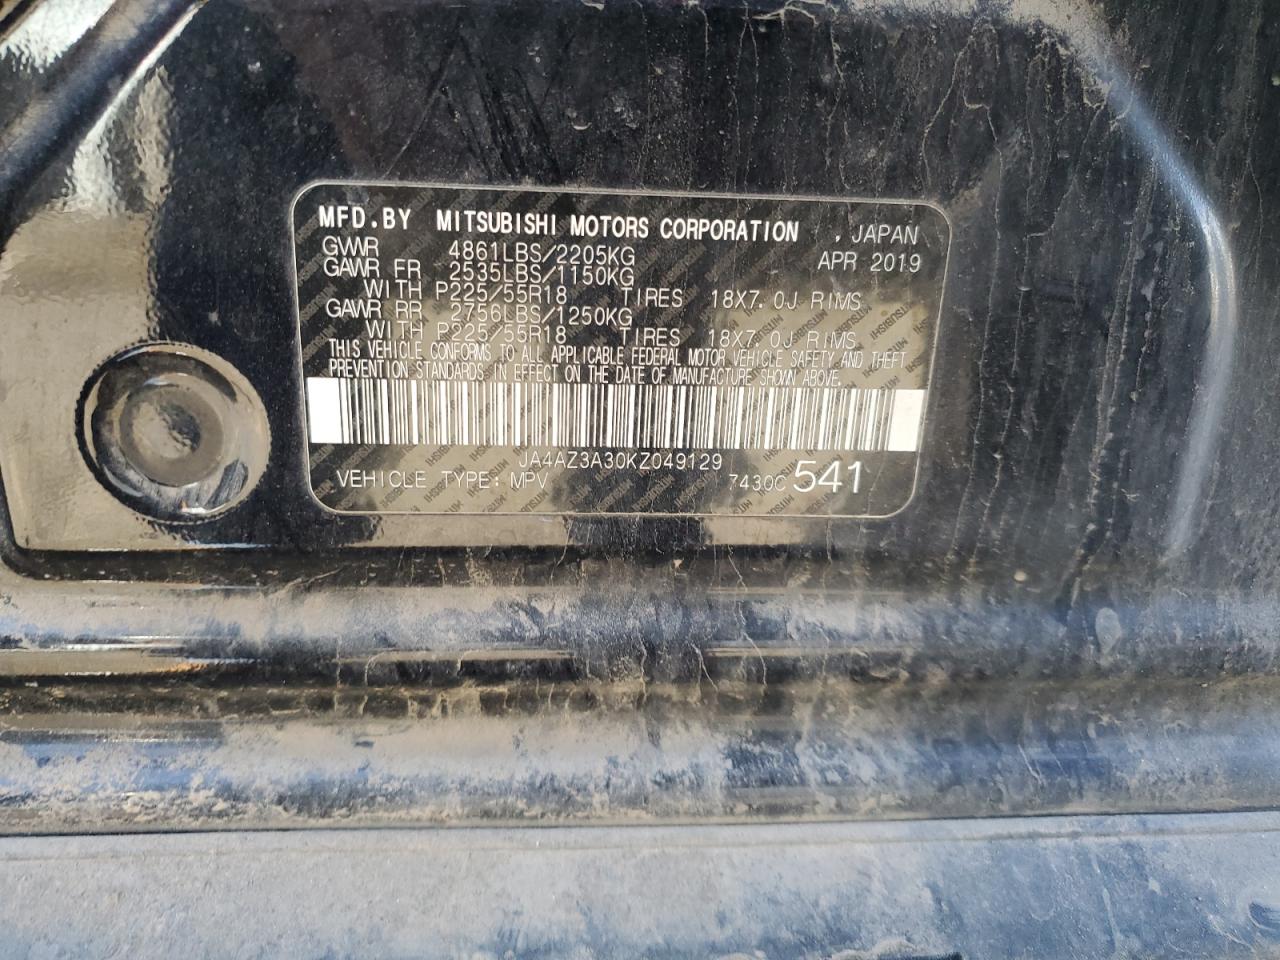 MFD.BY MITSUBISHI MOTORS CORPORATION , JAPAN
GVWR 4861LBS/2205KG APR 2019
GAWR FR 2535LBS/1150KG
WITH P225/55R18 TIRES 18X7.0J RIMS
GAWR RR 2756LBS/1250KG
WITH P225/55R18 TIRES 18X7.0J RIMS
THIS VEHICLE CONFORMS TO ALL APPLICABLE FEDERAL MOTOR VEHICLE SAFETY AND THEFT
PREVENTION STANDARDS IN EFFECT ON THE DATE OF MANUFACTURE SHOWN ABOVE.
JA4AZ3A30KZ049129
VEHICLE TYPE: MPV 7430C 541